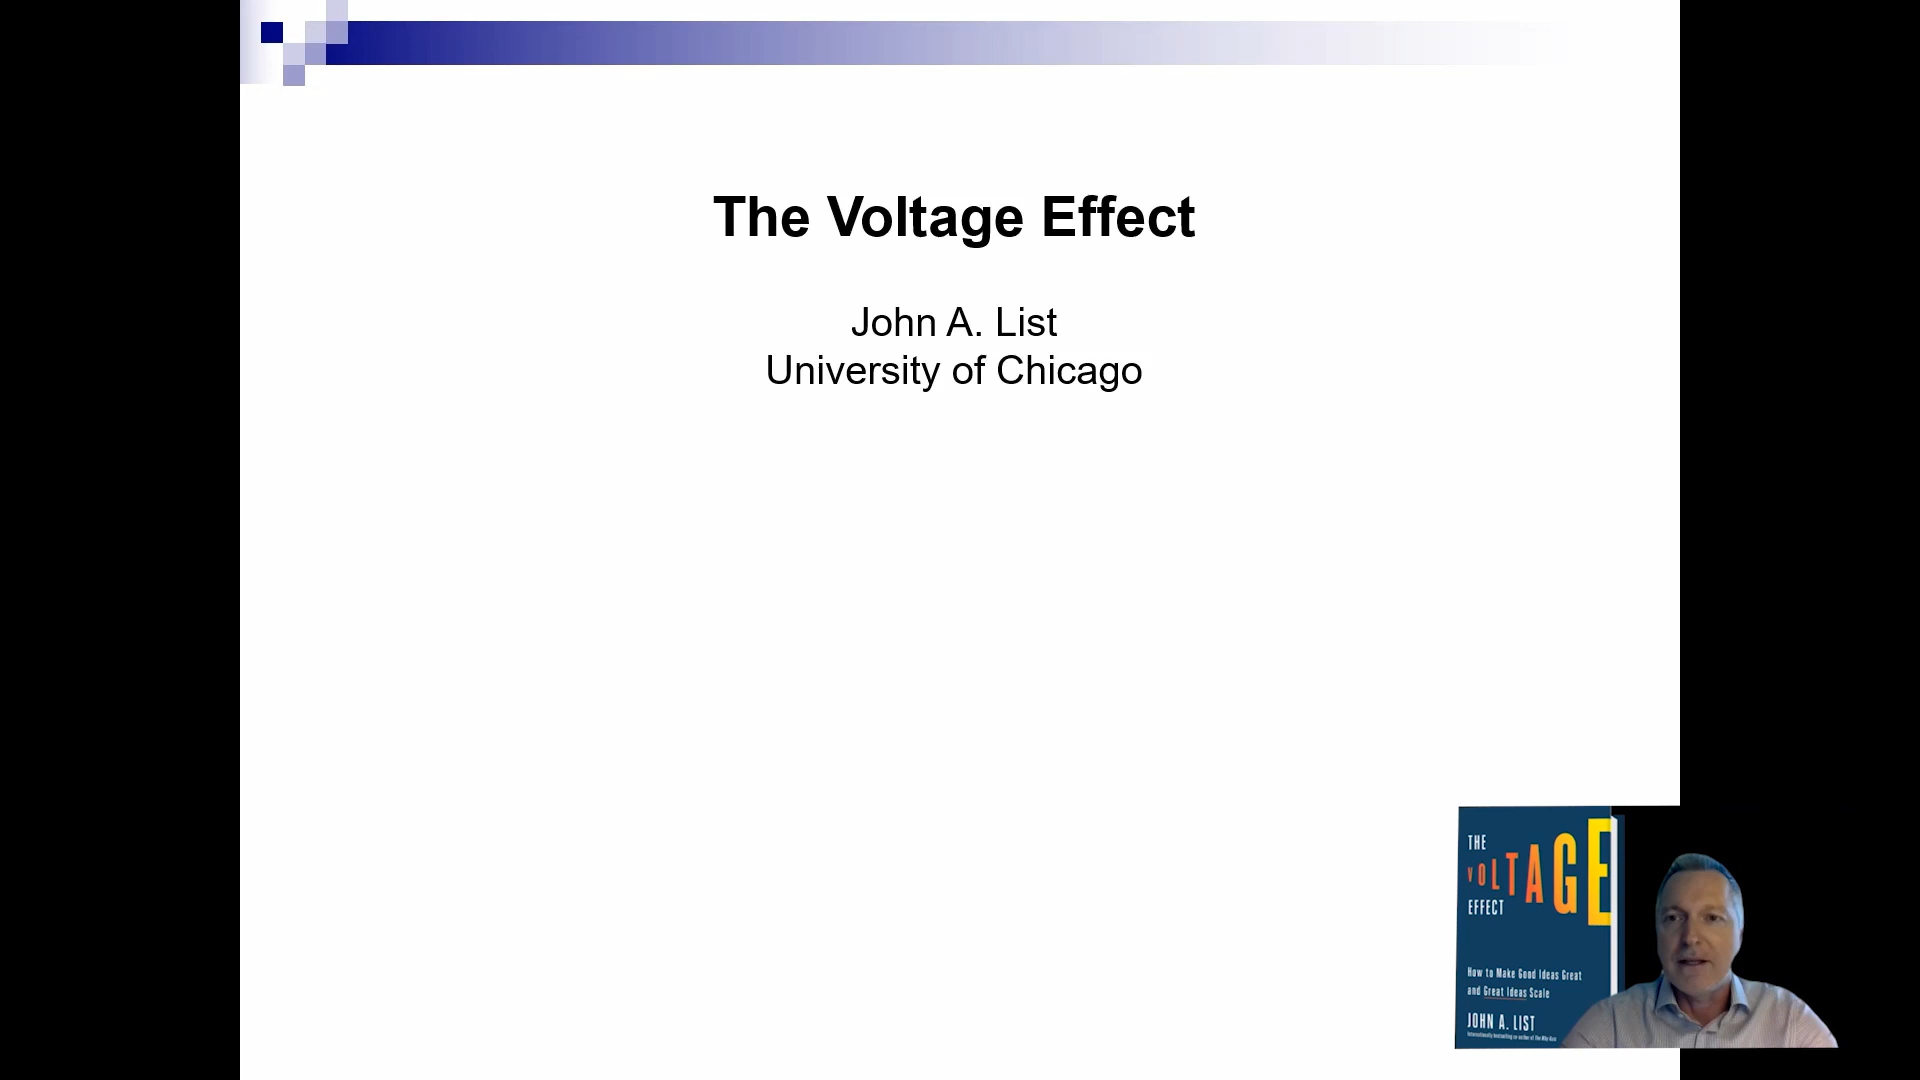 The Voltage Effect
John A. List
University of Chicago
THE
VOLTAGE
EFFECT
How to Make Good Ideas Great
and Great Ideas Scale
JOHN A. LIST